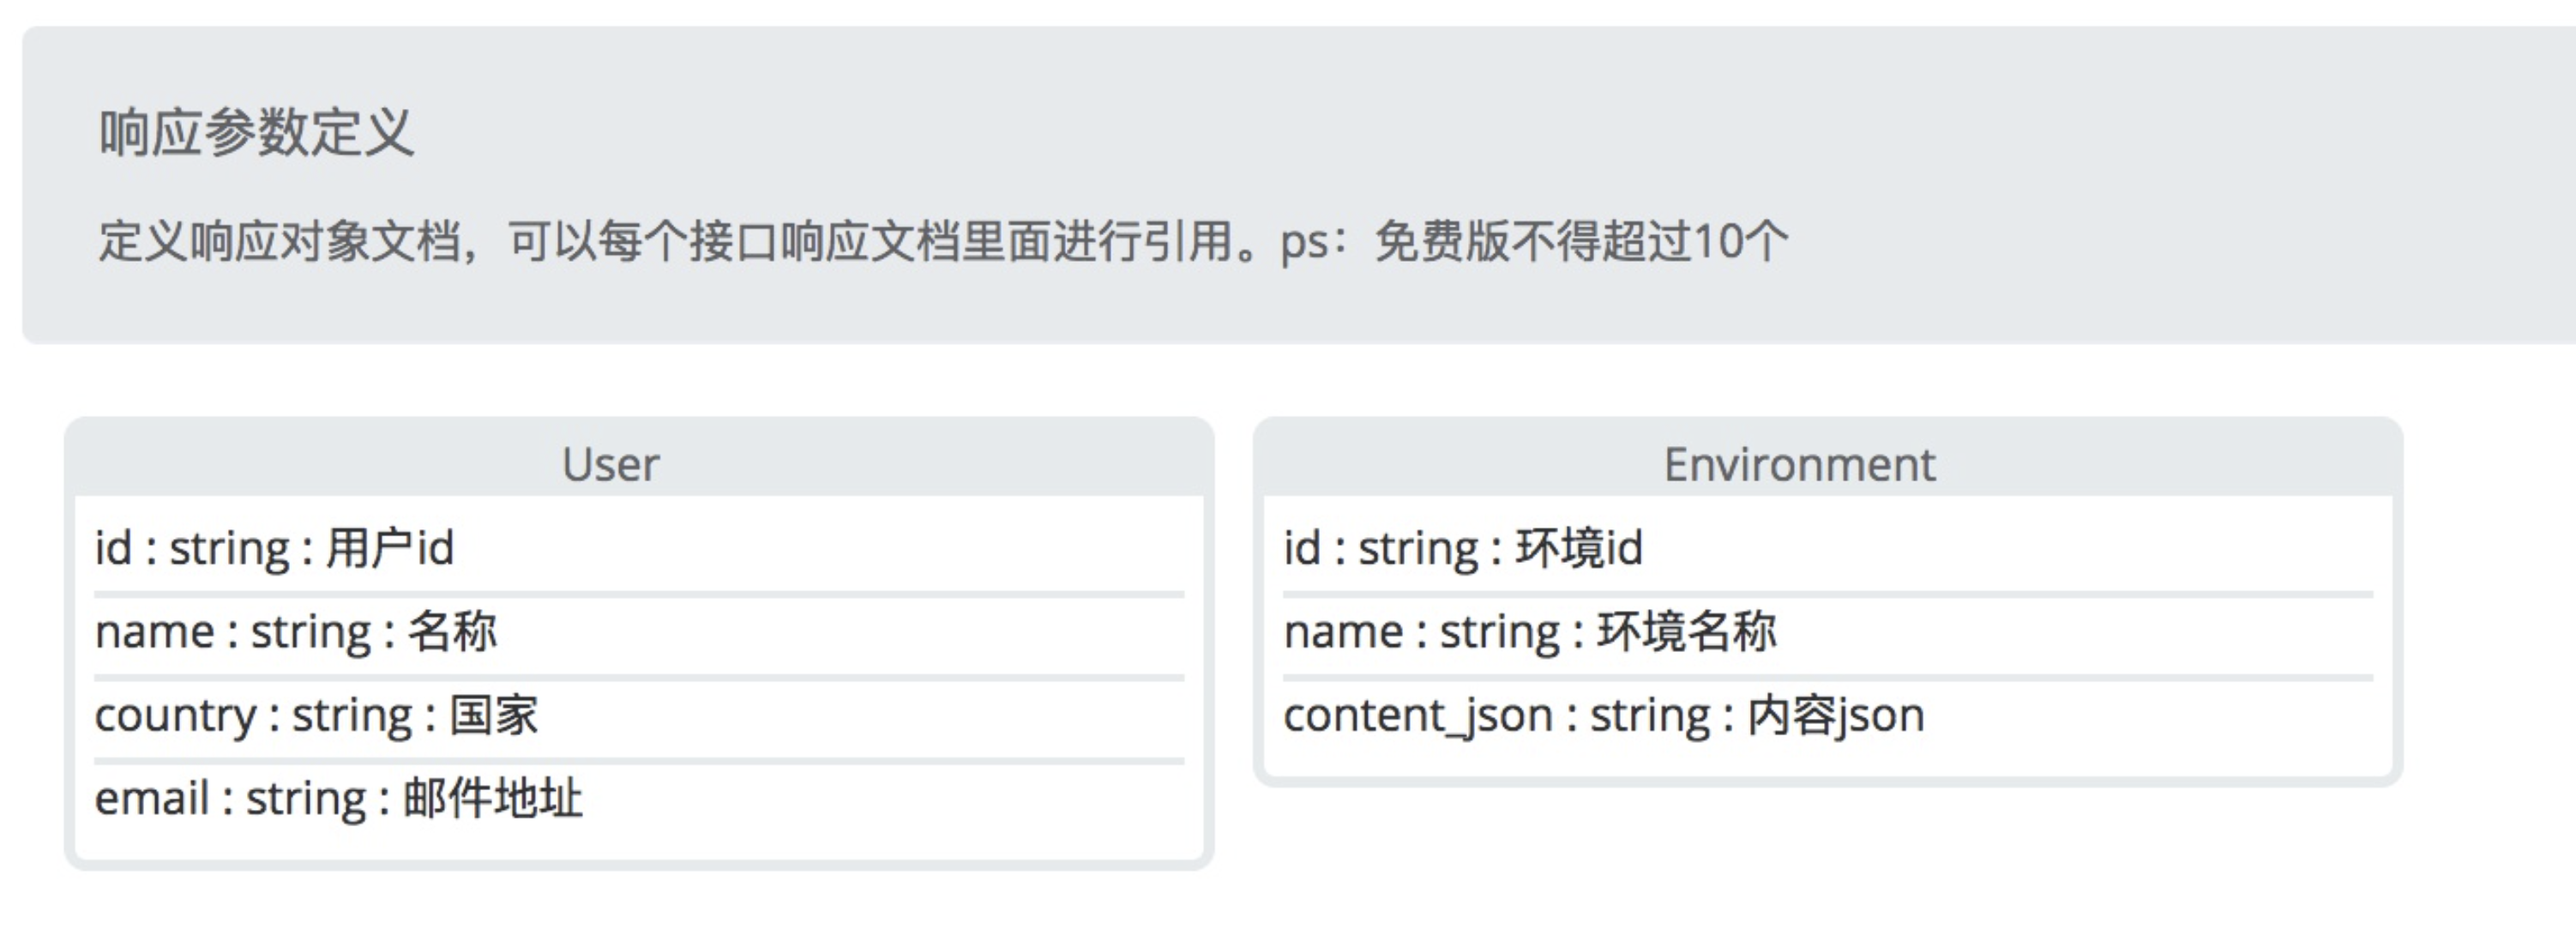 响应参数定义
定义响应对象文档，可以每个接口响应文档里面进行引用。ps：免费版不得超过10个
User
id : string : 用户id
name : string : 名称
country : string : 国家
email : string : 邮件地址
Environment
id : string : 环境id
name : string : 环境名称
content_json : string : 内容json